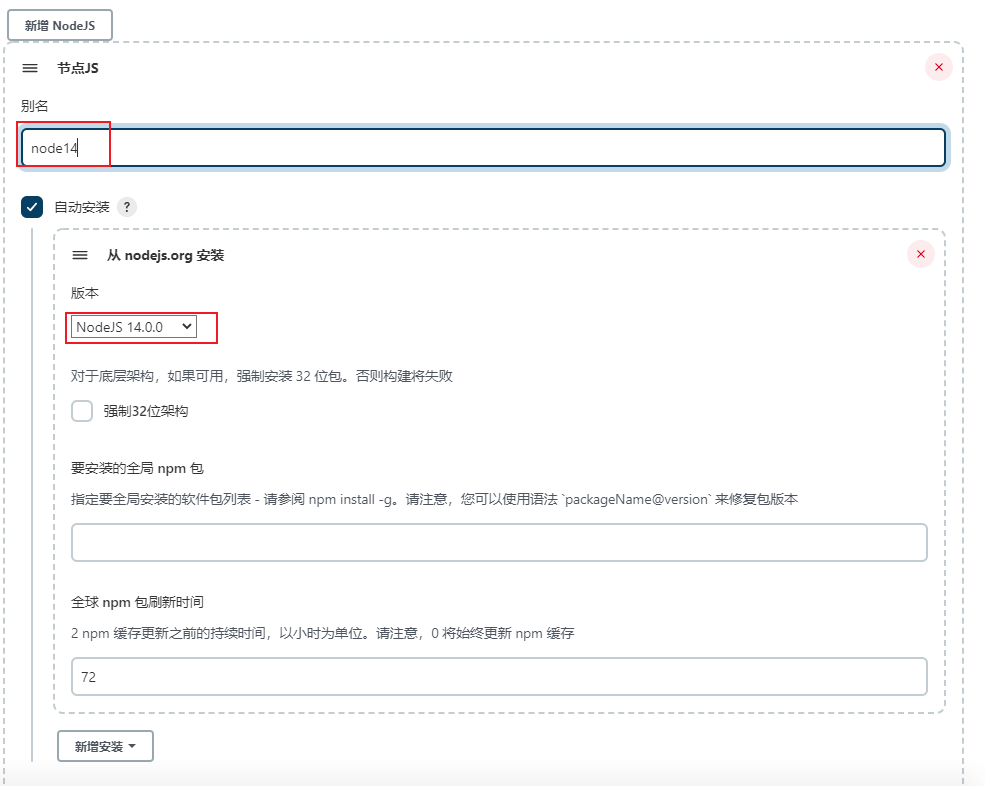 新增 NodeJS
节点JS
别名
node14
自动安装 ?
从 nodejs.org 安装
版本
NodeJS 14.0.0
对于底层架构，如果可用，强制安装 32 位包。否则构建将失败
强制32位架构
要安装的全局 npm 包
指定要全局安装的软件包列表 - 请参阅 npm install -g。请注意，您可以使用语法 `packageName@version` 来修复包版本
全球 npm 包刷新时间
2 npm 缓存更新之前的持续时间，以小时为单位。请注意，0 将始终更新 npm 缓存
72
新增安装